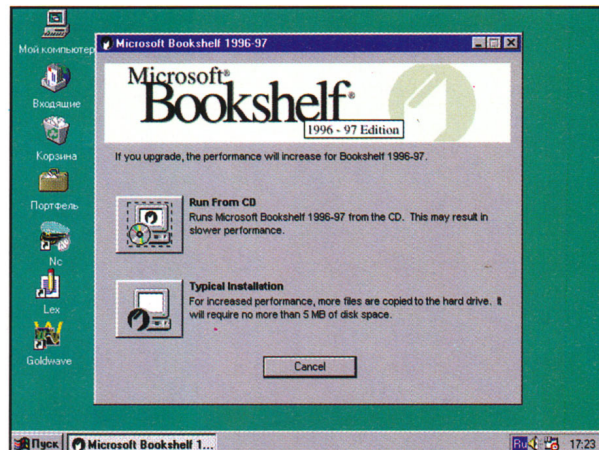 Мой компьютер
Входящие
Корзина
Портфель
Nc
Lex
Goldwave
Microsoft Bookshelf 1996-97
Microsoft®
Bookshelf®
1996 - 97 Edition
If you upgrade, the performance will increase for Bookshelf 1996-97.
Run From CD
Runs Microsoft Bookshelf 1996-97 from the CD. This may result in
slower performance.
Typical Installation
For increased performance, more files are copied to the hard drive. It
will require no more than 5 MB of disk space.
Cancel
Пуск
Microsoft Bookshelf 1...
Ru
17:23